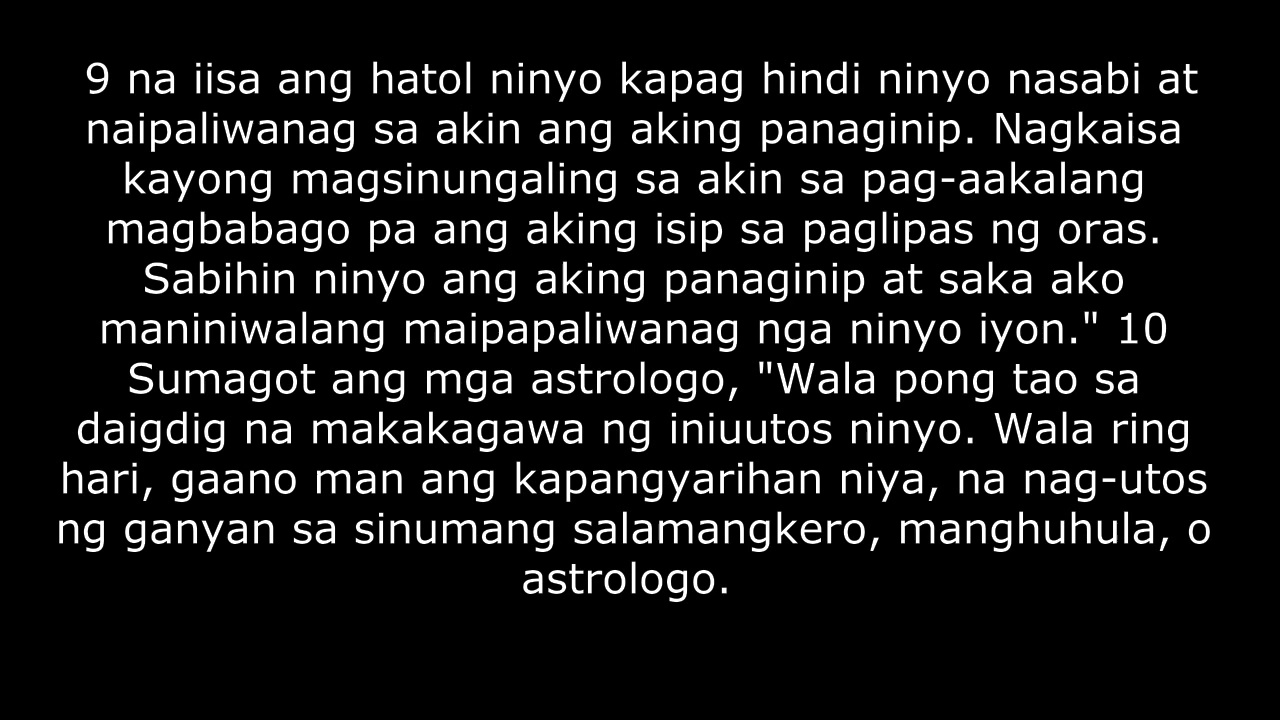 9 na iisa ang hatol ninyo kapag hindi ninyo nasabi at
naipaliwanag sa akin ang aking panaginip. Nagkaisa
kayong magsinungaling sa akin sa pag-aakalang
magbabago pa ang aking isip sa paglipas ng oras.
Sabihin ninyo ang aking panaginip at saka ako
maniniwalang maipapaliwanag nga ninyo iyon." 10
Sumagot ang mga astrologo, "Wala pong tao sa
daigdig na makakagawa ng iniuutos ninyo. Wala ring
hari, gaano man ang kapangyarihan niya, na nag-utos
ng ganyan sa sinumang salamangkero, manghuhula, o
astrologo.